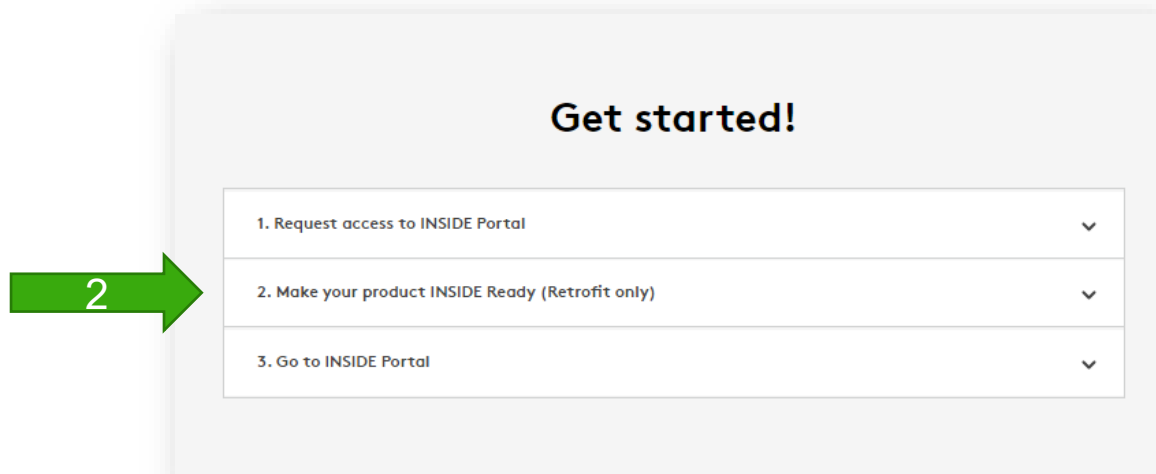 Get started!
1. Request access to INSIDE Portal
2
2. Make your product INSIDE Ready (Retrofit only)
3. Go to INSIDE Portal